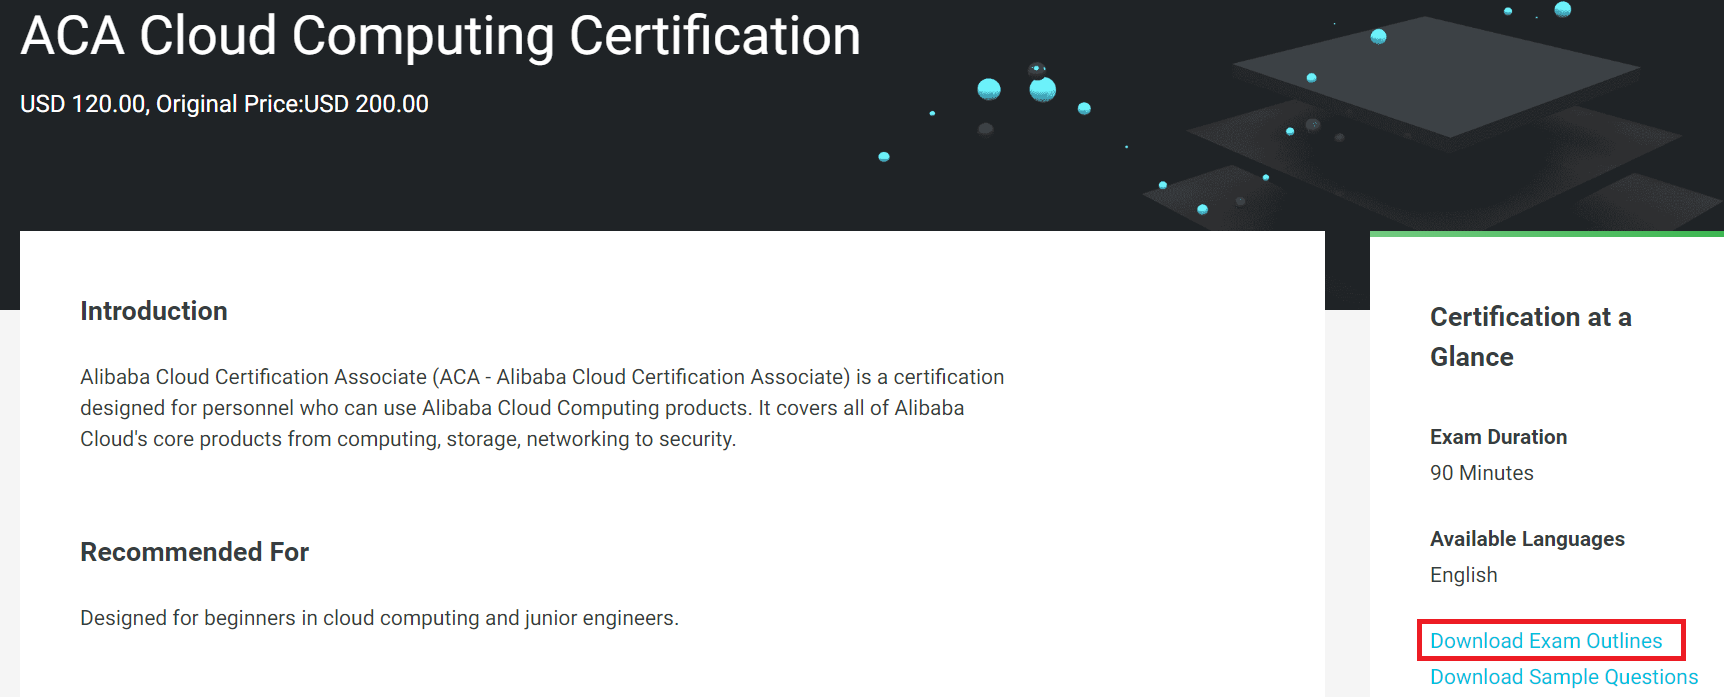 ACA Cloud Computing Certification
USD 120.00, Original Price:USD 200.00
Introduction
Alibaba Cloud Certification Associate (ACA - Alibaba Cloud Certification Associate) is a certification
designed for personnel who can use Alibaba Cloud Computing products. It covers all of Alibaba
Cloud's core products from computing, storage, networking to security.
Recommended For
Designed for beginners in cloud computing and junior engineers.
Certification at a
Glance
Exam Duration
90 Minutes
Available Languages
English
Download Exam Outlines
Download Sample Questions